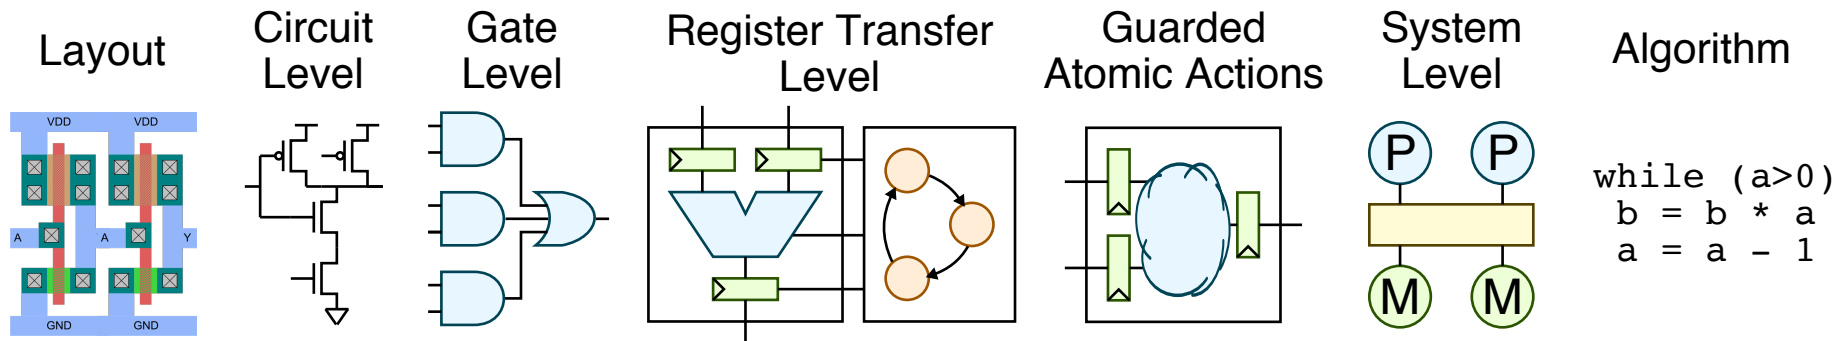 Layout
Circuit
Level
Gate
Level
Register Transfer
Level
Guarded
Atomic Actions
System
Level
Algorithm
VDD
VDD
A
A
Y
GND
GND
P
P
M
M
while (a>0)
b = b * a
a = a – 1